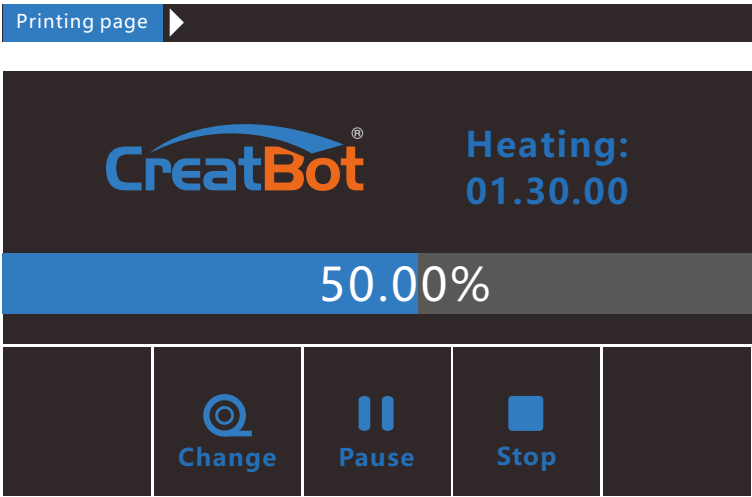 Printing page
CreatBot®
Heating:
01.30.00
50.00%
Change
Pause
Stop